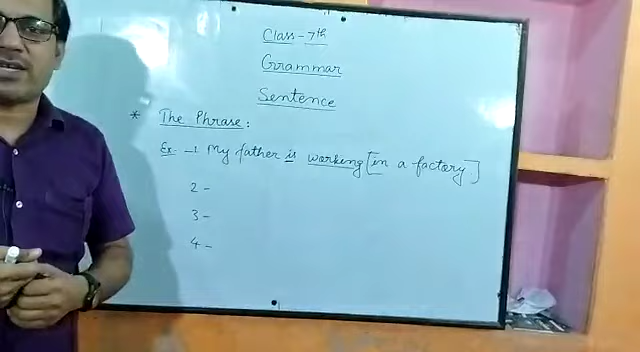 Class - 7th
Grammar
Sentence
* The Phrase:
Ex. -1 My father is working [in a factory]
2 -
3 -
4 -